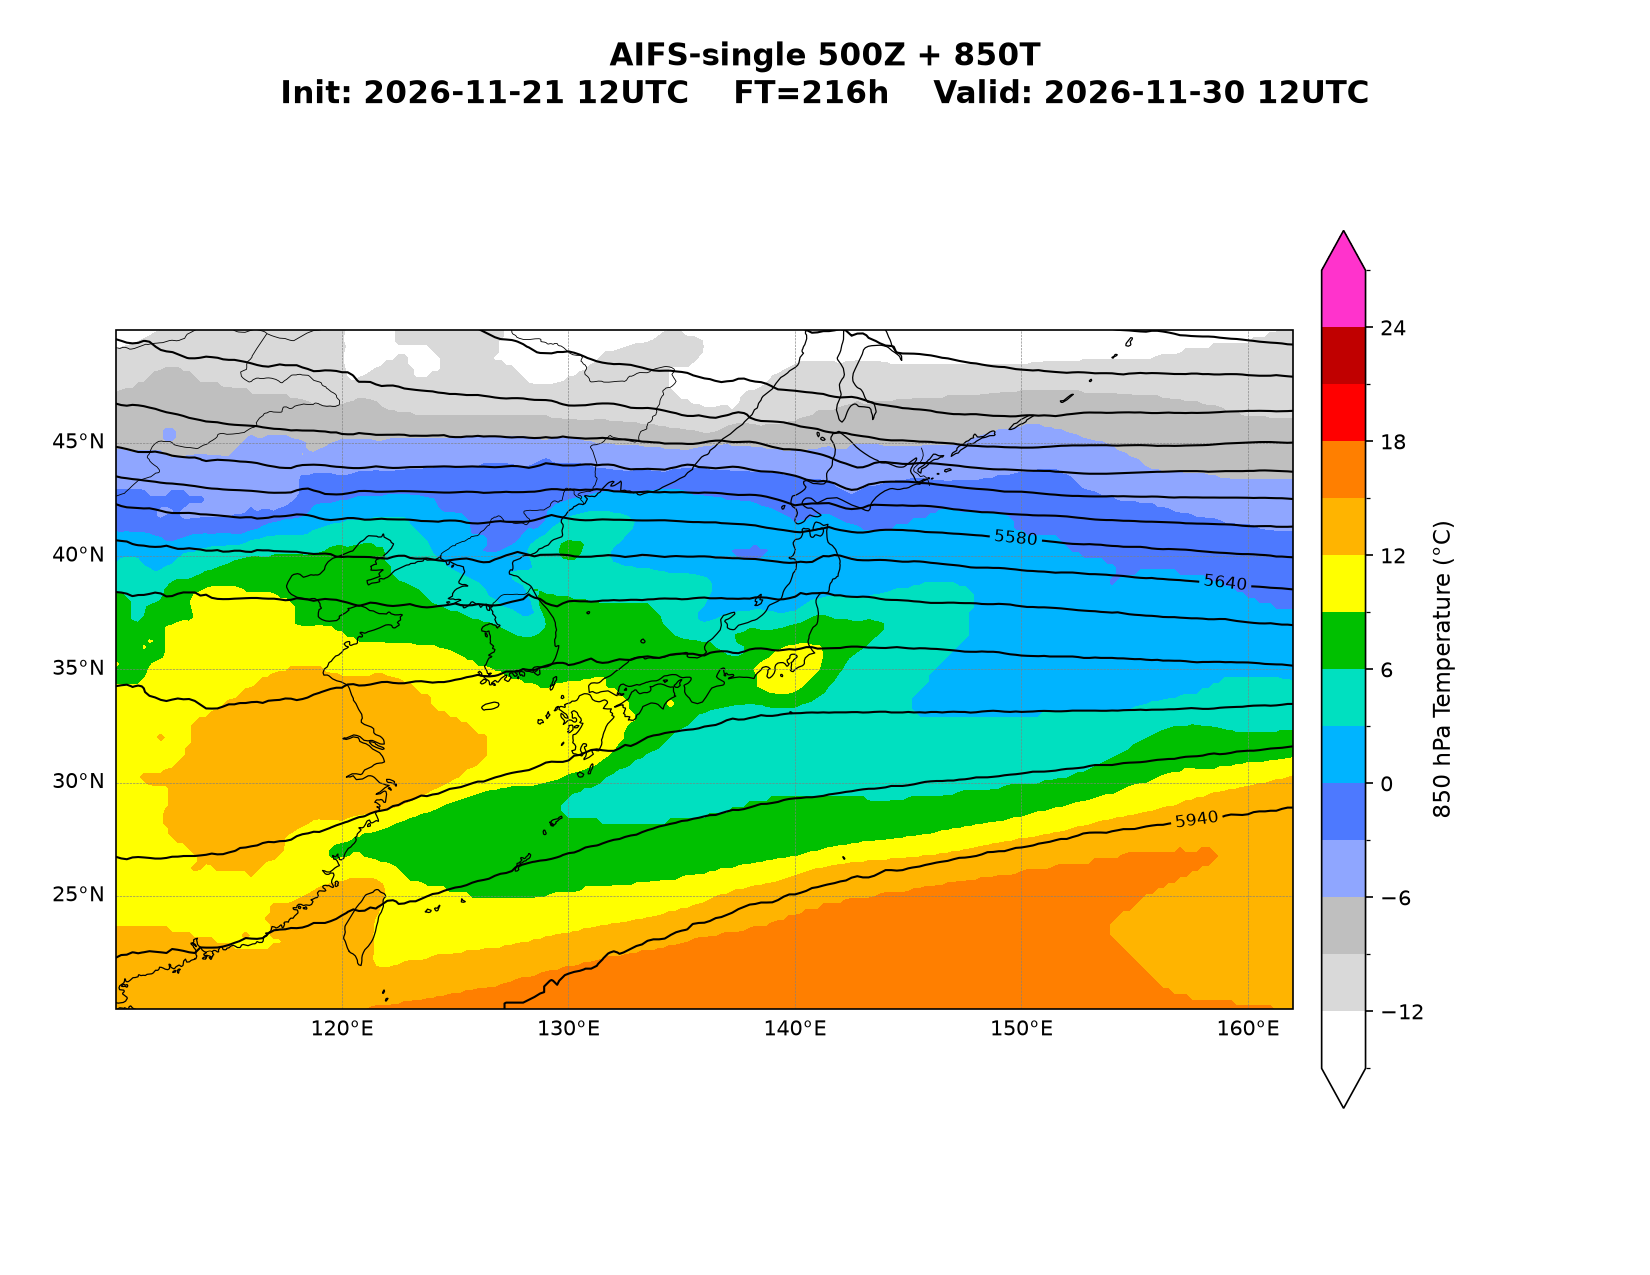 AIFS-single 500Z + 850T
Init: 2026-11-21 12UTC    FT=216h    Valid: 2026-11-30 12UTC
24
18
12
6
0
−6
−12
850 hPa Temperature (°C)
45°N
40°N
35°N
30°N
25°N
5580
5640
5940
120°E
130°E
140°E
150°E
160°E